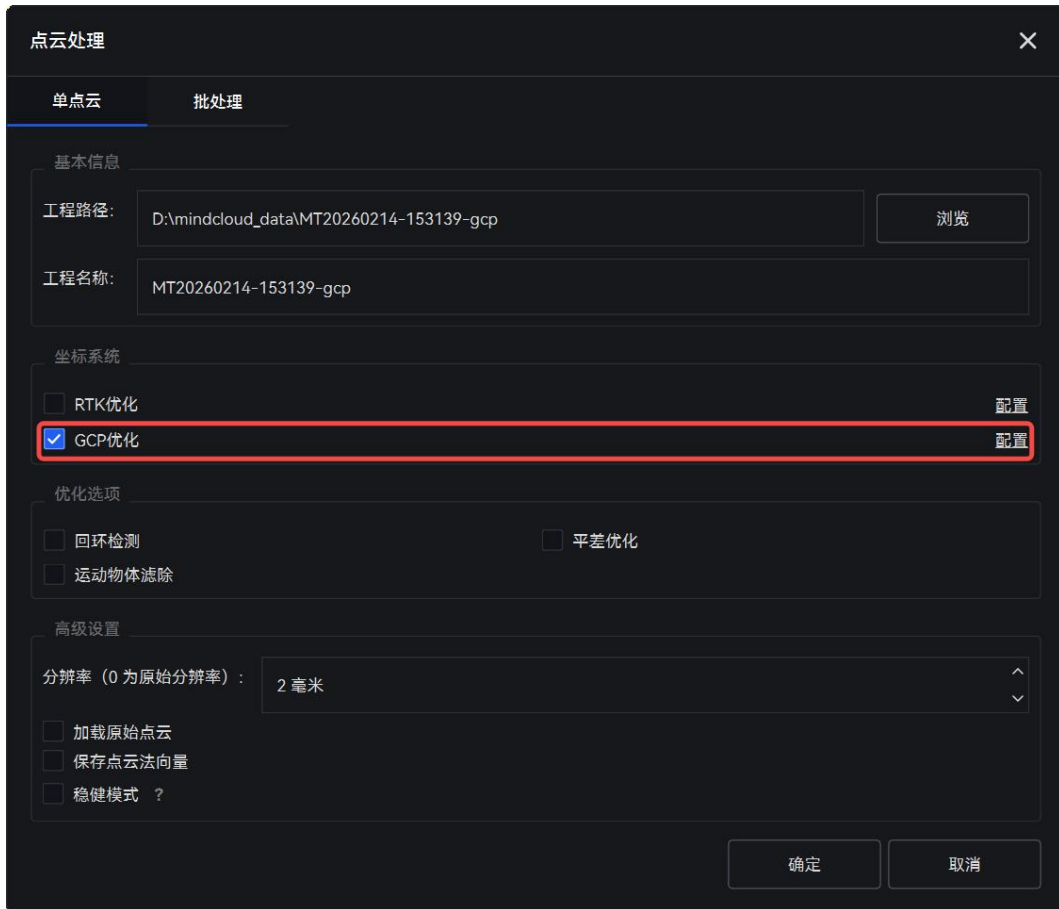 点云处理
单点云 批处理
基本信息
工程路径: D:\mindcloud_data\MT20260214-153139-gcp 浏览
工程名称: MT20260214-153139-gcp
坐标系统
RTK优化 配置
GCP优化 配置
优化选项
回环检测 平差优化
运动物体滤除
高级设置
分辨率（0 为原始分辨率）: 2 毫米
加载原始点云
保存点云法向量
稳健模式 ?
确定 取消